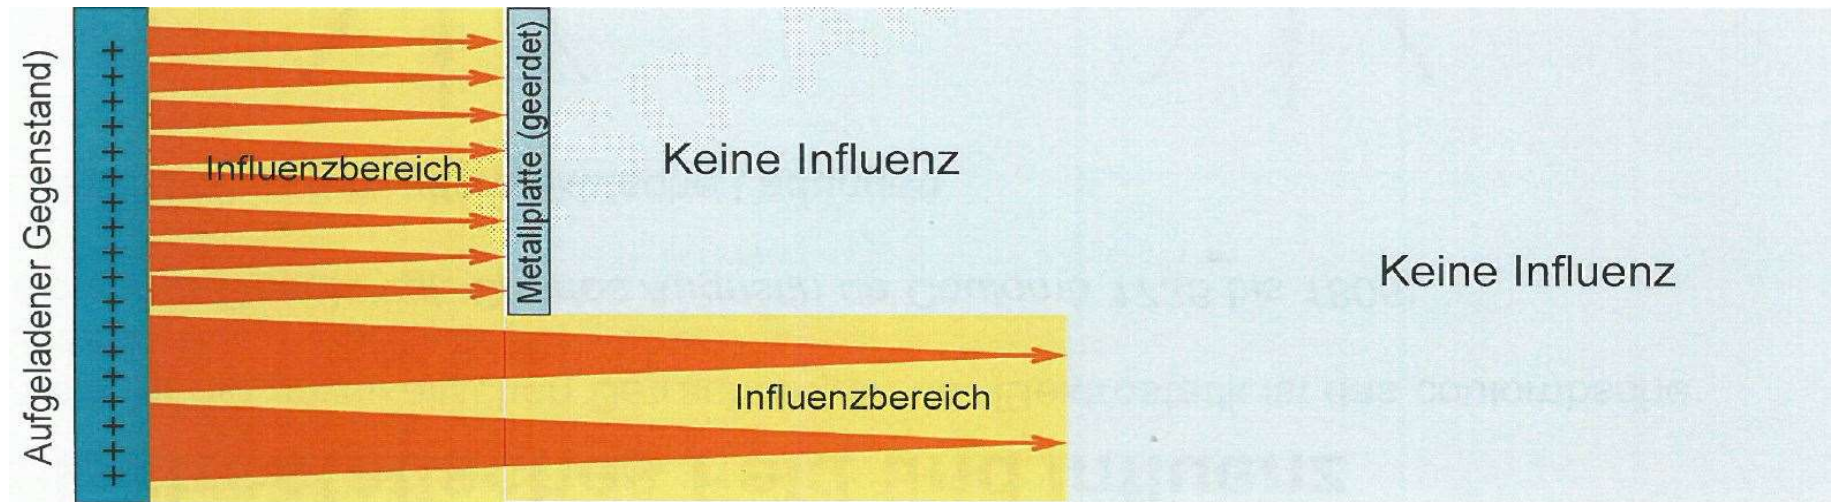 Aufgeladener Gegenstand)
+ + + + + + + + + + + + + + + + + +
Influenzbereich
Metallplatte (geerdet)
Keine Influenz
Keine Influenz
Influenzbereich